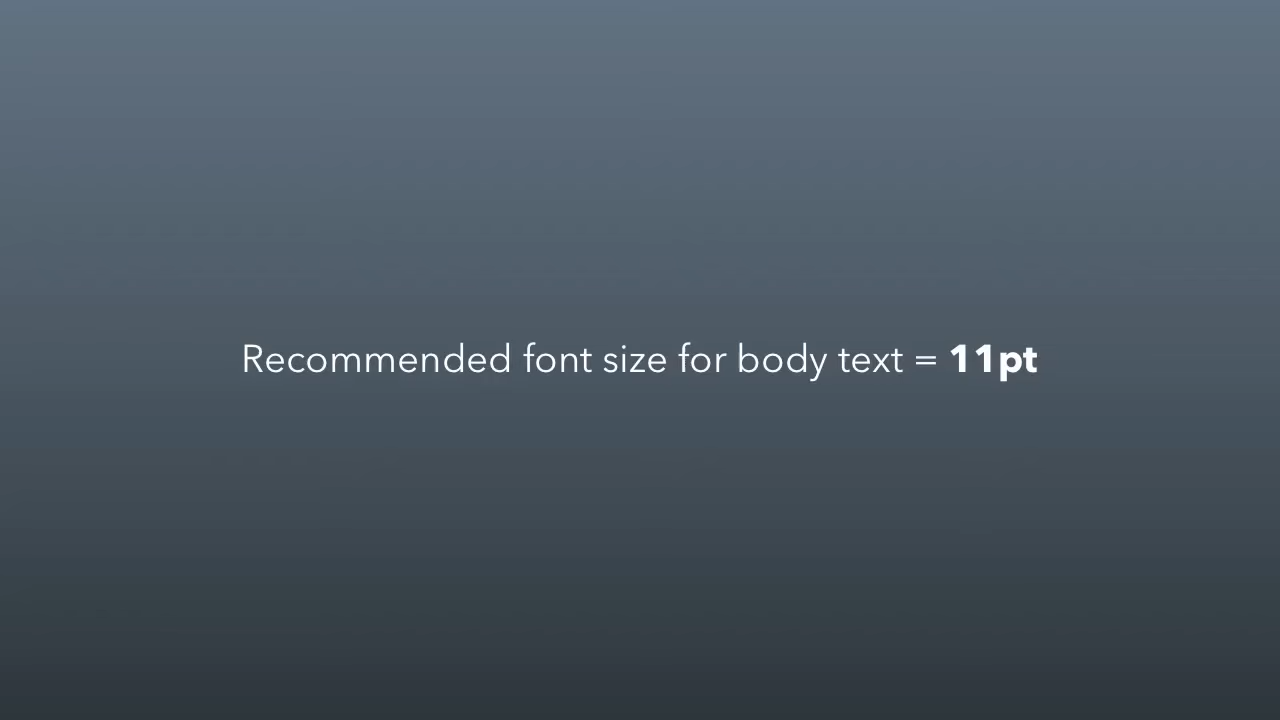 Recommended font size for body text = 11pt